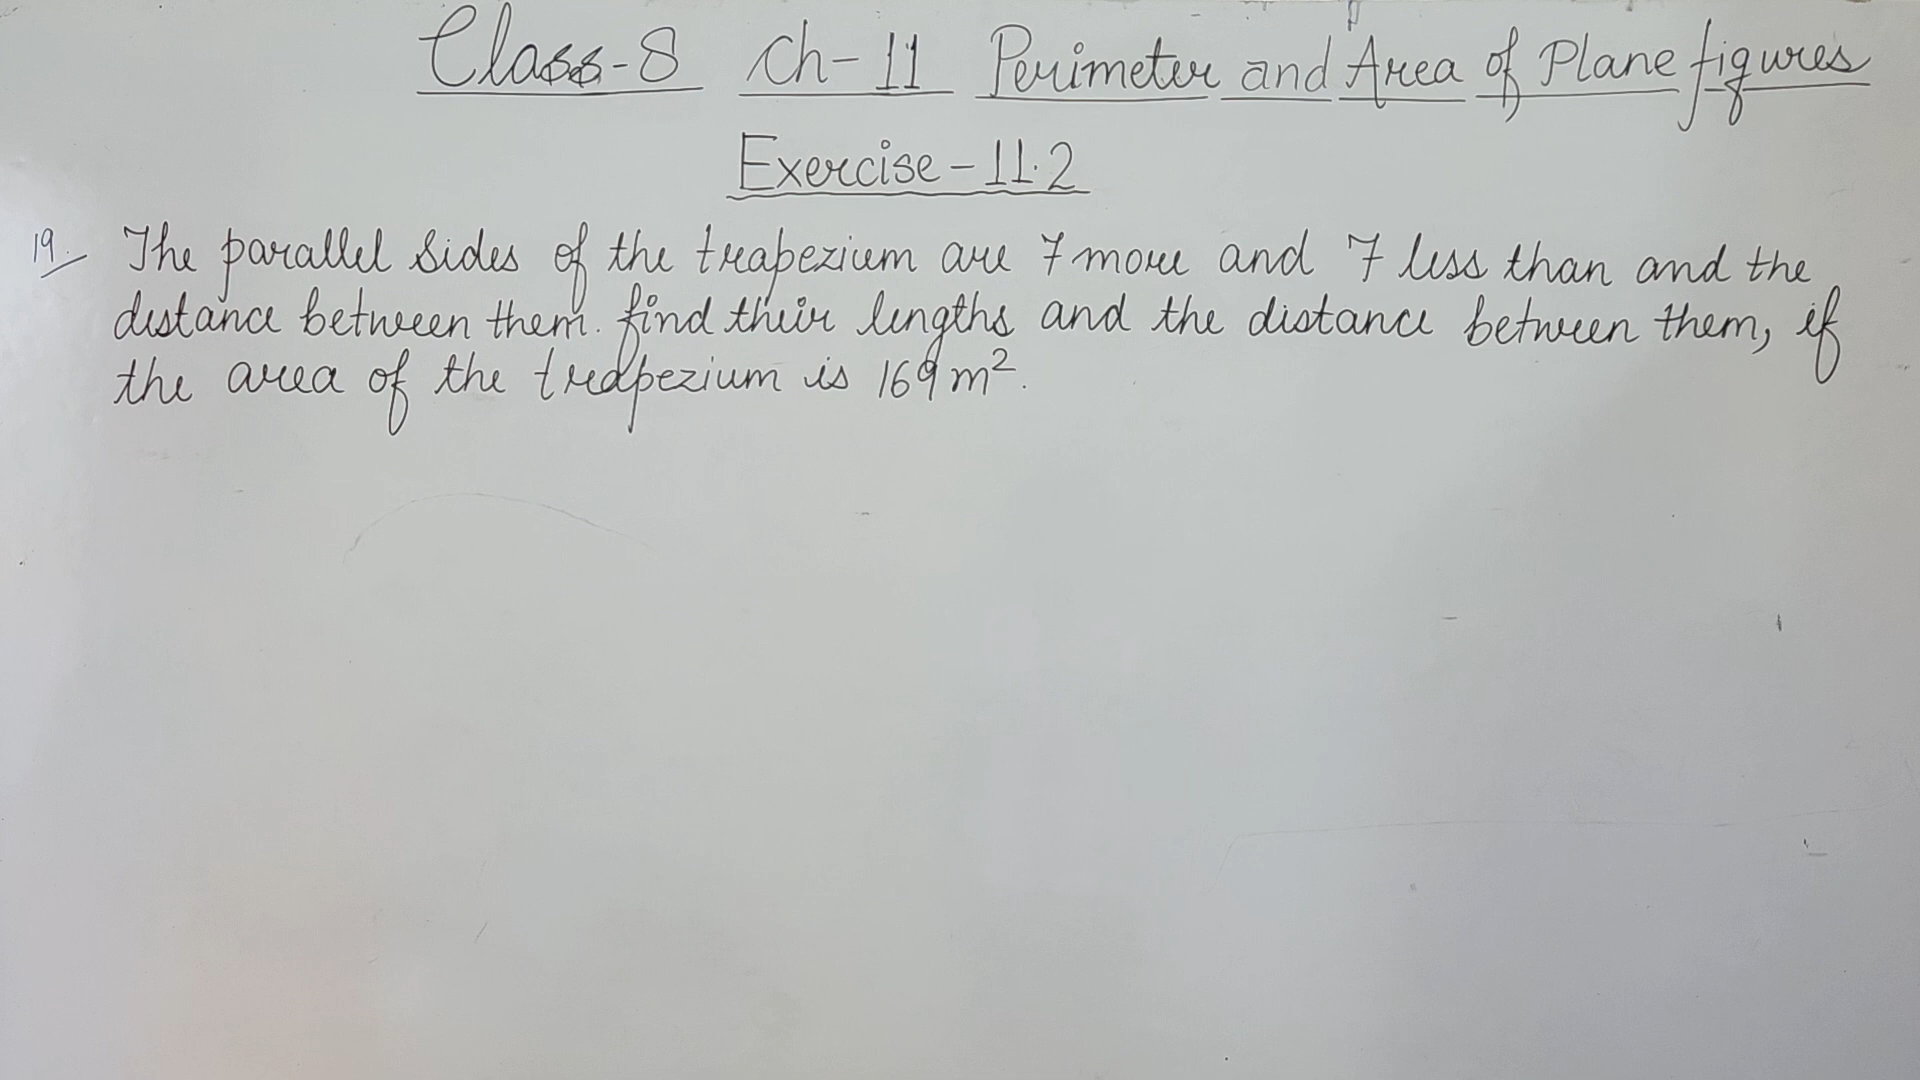 Class-8 Ch-11 Perimeter and Area of Plane figures
Exercise-11.2
19. The parallel sides of the trapezium are 7 more and 7 less than and the
distance between them. find their lengths and the distance between them, if
the area of the trapezium is 169 m².